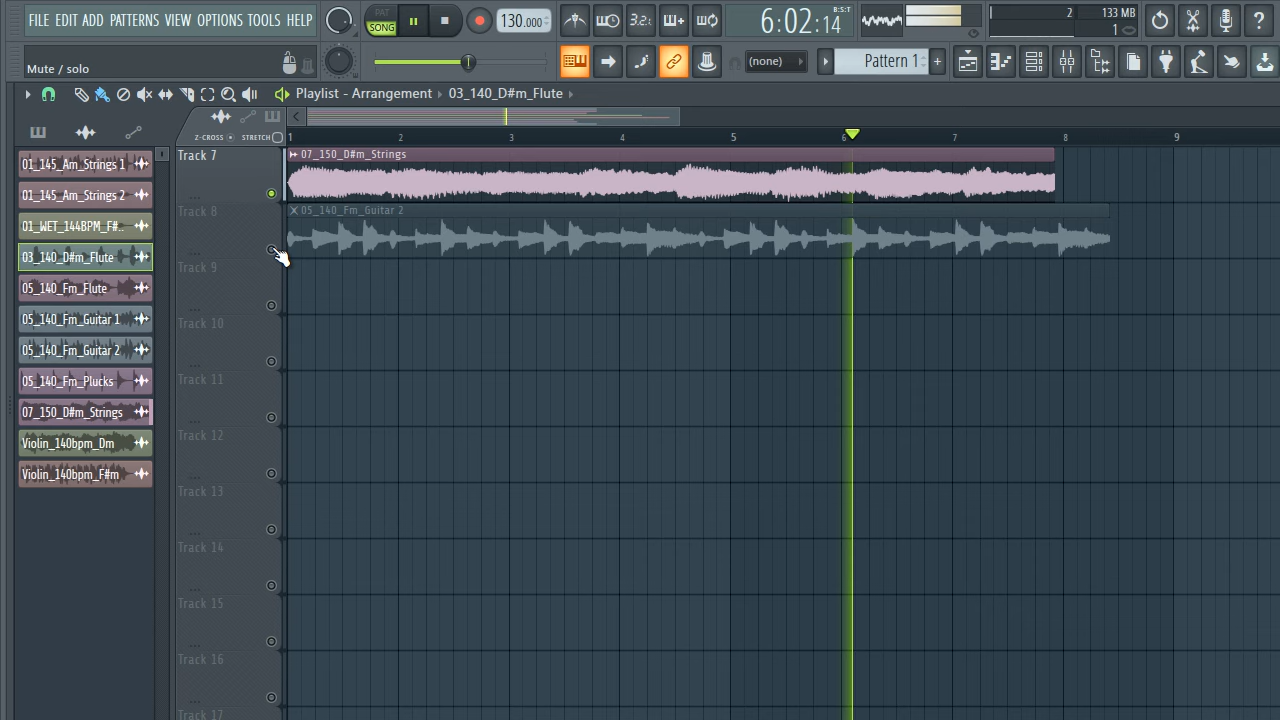 FILE EDIT ADD PATTERNS VIEW OPTIONS TOOLS HELP
PAT
SONG
130.000
3.2.
6:02:14
B:S:T
2
133 MB
1
Mute / solo
(none)
Pattern 1
+
Playlist - Arrangement › 03_140_D#m_Flute ›
Z-CROSS
STRETCH
1 2 3 4 5 6 7 8 9
01_145_Am_Strings 1
01_145_Am_Strings 2
01_WET_144BPM_F#..
03_140_D#m_Flute
05_140_Fm_Flute
05_140_Fm_Guitar 1
05_140_Fm_Guitar 2
05_140_Fm_Plucks
07_150_D#m_Strings
Violin_140bpm_Dm
Violin_140bpm_F#m
Track 7
07_150_D#m_Strings
Track 8
05_140_Fm_Guitar 2
Track 9
Track 10
Track 11
Track 12
Track 13
Track 14
Track 15
Track 16
Track 17